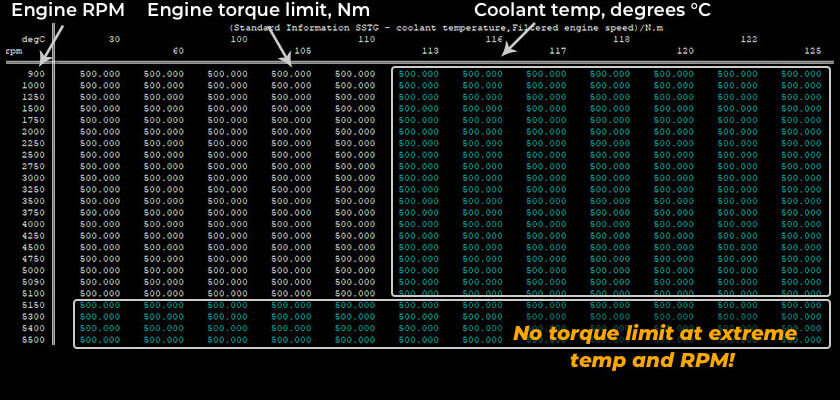 Engine RPM Engine torque limit, Nm Coolant temp, degrees °C
(Standard Information SSTG - coolant temperature,Filtered engine speed)/N.m
degC 30 100 110 116 118 122
rpm 60 105 113 117 120 125
900 500.000 500.000 500.000 500.000 500.000 500.000 500.000 500.000 500.000 500.000 500.000 500.000
1000 500.000 500.000 500.000 500.000 500.000 500.000 500.000 500.000 500.000 500.000 500.000 500.000
1250 500.000 500.000 500.000 500.000 500.000 500.000 500.000 500.000 500.000 500.000 500.000 500.000
1500 500.000 500.000 500.000 500.000 500.000 500.000 500.000 500.000 500.000 500.000 500.000 500.000
1750 500.000 500.000 500.000 500.000 500.000 500.000 500.000 500.000 500.000 500.000 500.000 500.000
2000 500.000 500.000 500.000 500.000 500.000 500.000 500.000 500.000 500.000 500.000 500.000 500.000
2250 500.000 500.000 500.000 500.000 500.000 500.000 500.000 500.000 500.000 500.000 500.000 500.000
2500 500.000 500.000 500.000 500.000 500.000 500.000 500.000 500.000 500.000 500.000 500.000 500.000
2750 500.000 500.000 500.000 500.000 500.000 500.000 500.000 500.000 500.000 500.000 500.000 500.000
3000 500.000 500.000 500.000 500.000 500.000 500.000 500.000 500.000 500.000 500.000 500.000 500.000
3250 500.000 500.000 500.000 500.000 500.000 500.000 500.000 500.000 500.000 500.000 500.000 500.000
3500 500.000 500.000 500.000 500.000 500.000 500.000 500.000 500.000 500.000 500.000 500.000 500.000
3750 500.000 500.000 500.000 500.000 500.000 500.000 500.000 500.000 500.000 500.000 500.000 500.000
4000 500.000 500.000 500.000 500.000 500.000 500.000 500.000 500.000 500.000 500.000 500.000 500.000
4250 500.000 500.000 500.000 500.000 500.000 500.000 500.000 500.000 500.000 500.000 500.000 500.000
4500 500.000 500.000 500.000 500.000 500.000 500.000 500.000 500.000 500.000 500.000 500.000 500.000
4750 500.000 500.000 500.000 500.000 500.000 500.000 500.000 500.000 500.000 500.000 500.000 500.000
5000 500.000 500.000 500.000 500.000 500.000 500.000 500.000 500.000 500.000 500.000 500.000 500.000
5090 500.000 500.000 500.000 500.000 500.000 500.000 500.000 500.000 500.000 500.000 500.000 500.000
5100 500.000 500.000 500.000 500.000 500.000 500.000 500.000 500.000 500.000 500.000 500.000 500.000
5150 500.000 500.000 500.000 500.000 500.000 500.000 500.000 500.000 500.000 500.000 500.000 500.000
5300 500.000 500.000 500.000 500.000 500.000 500.000 500.000 500.000 500.000 500.000 500.000 500.000
5400 500.000 500.000 500.000 500.000 500.000 500.000 500.000
5500 500.000 500.000 500.000 500.000 500.000 500.000 500.000 500.000 500.000 500.000 500.000 500.000
No torque limit at extreme
temp and RPM!